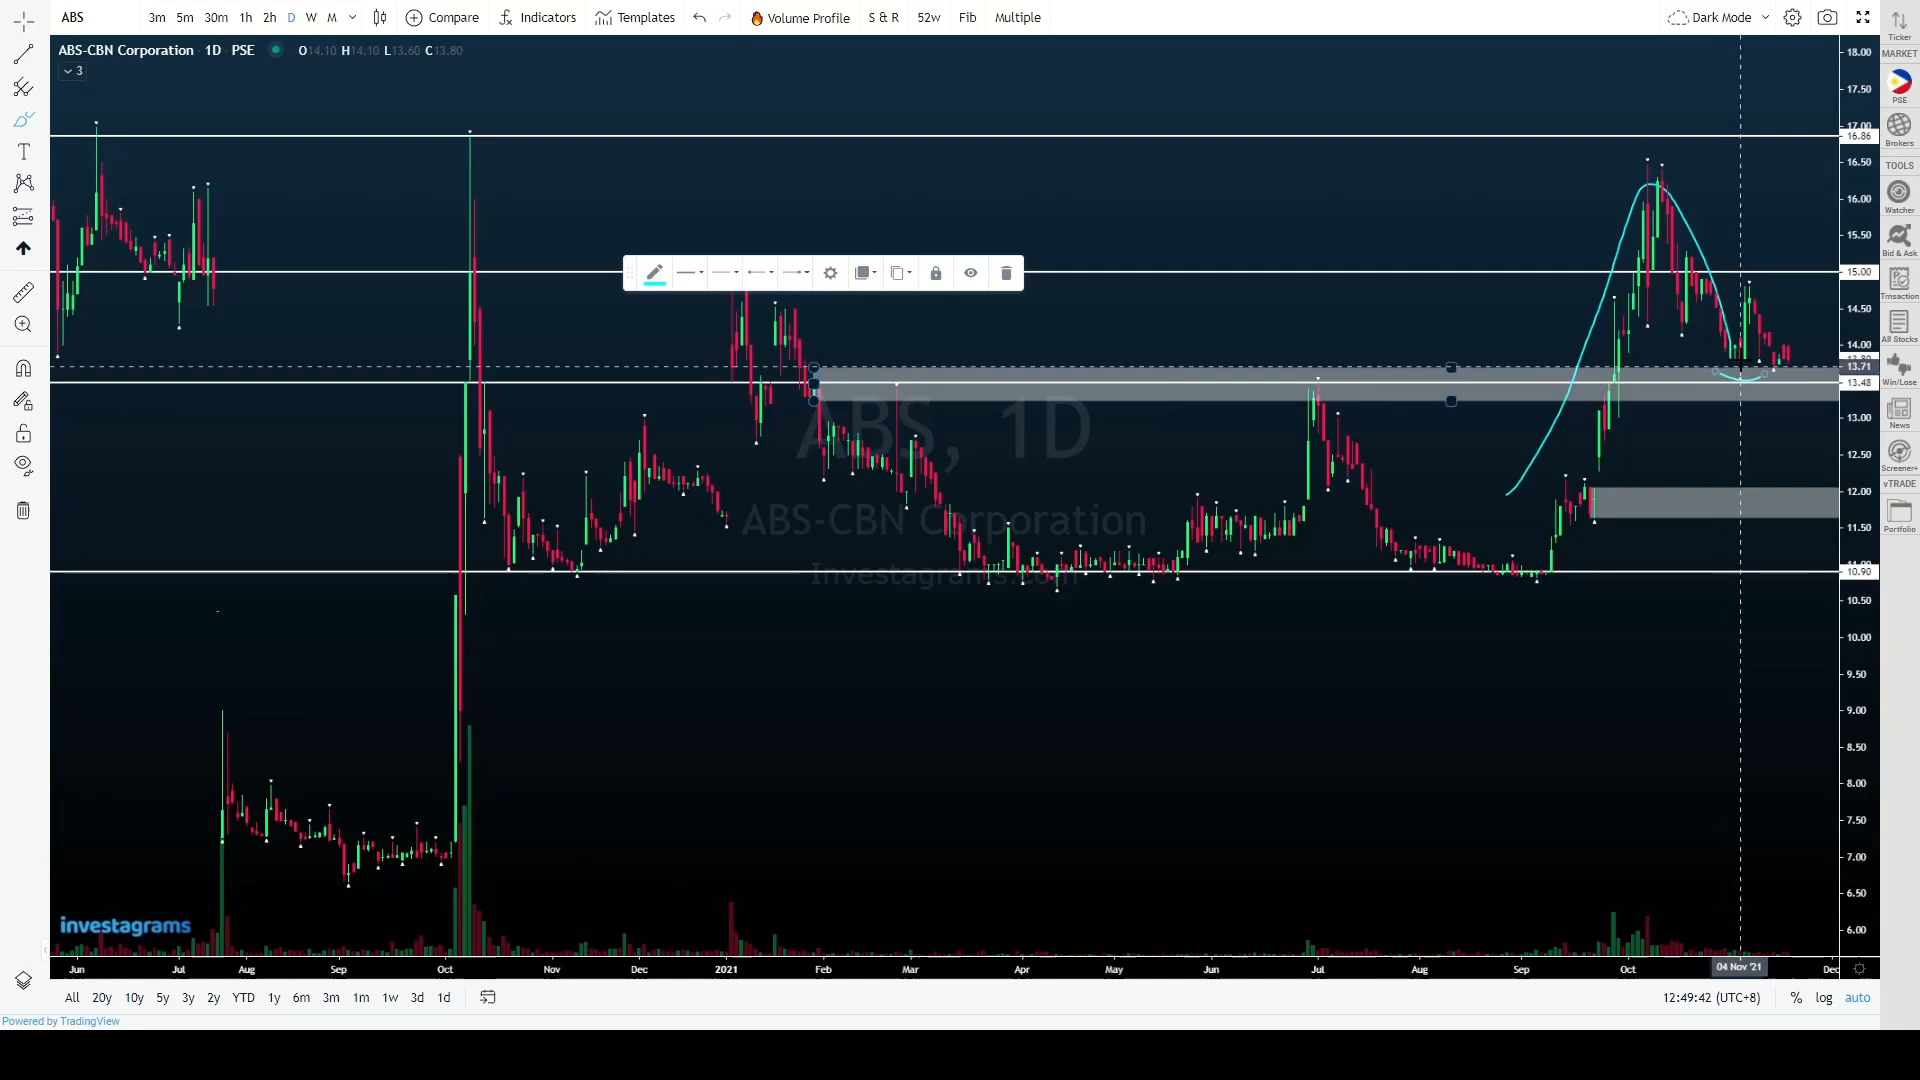 ABS 3m 5m 30m 1h 2h D W M Compare Indicators Templates Volume Profile S & R 52w Fib Multiple Dark Mode
ABS-CBN Corporation 1D PSE O14.10 H14.10 L13.60 C13.80
3
18.00
17.50
17.00
16.86
16.50
16.00
15.50
15.00
14.50
14.00
13.80
13.71
13.48
13.00
12.50
12.00
11.50
11.00
10.90
10.50
10.00
9.50
9.00
8.50
8.00
7.50
7.00
6.50
6.00
ABS, 1D
ABS-CBN Corporation
Investagrams.com
Ticker
MARKET
PSE
Brokers
TOOLS
Watcher
Bid & Ask
Trnsaction
All Stocks
Win/Lose
News
Screener+
vTRADE
Portfolio
investagrams
Jun Jul Aug Sep Oct Nov Dec 2021 Feb Mar Apr May Jun Jul Aug Sep Oct 04 Nov '21 Dec
All 20y 10y 5y 3y 2y YTD 1y 6m 3m 1m 1w 3d 1d 12:49:42 (UTC+8) % log auto
Powered by TradingView